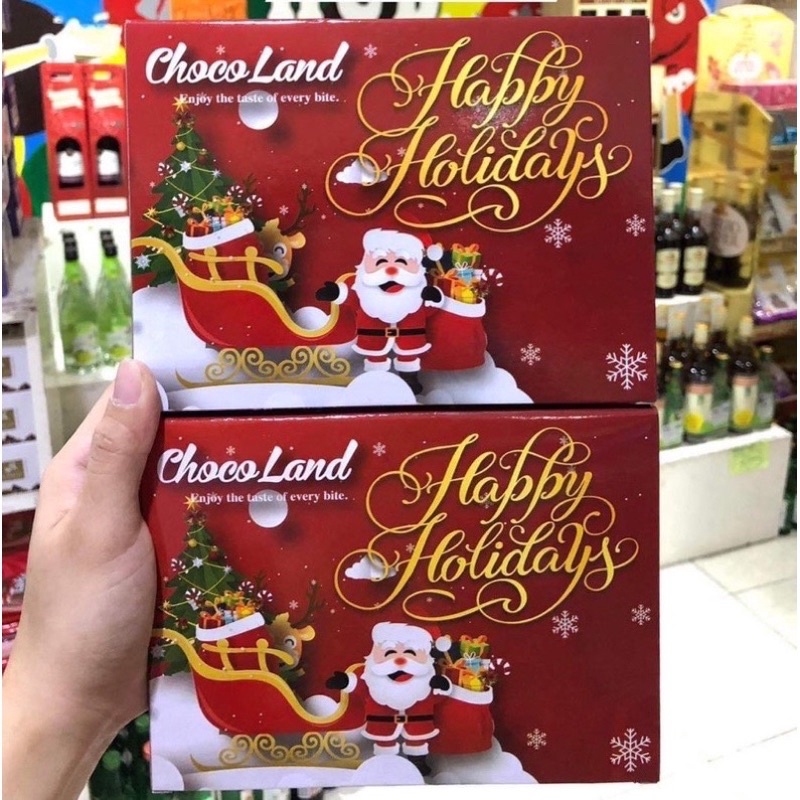 Choco Land
Enjoy the taste of every bite.
Happy
Holidays
Choco Land
Enjoy the taste of every bite.
Happy
Holidays